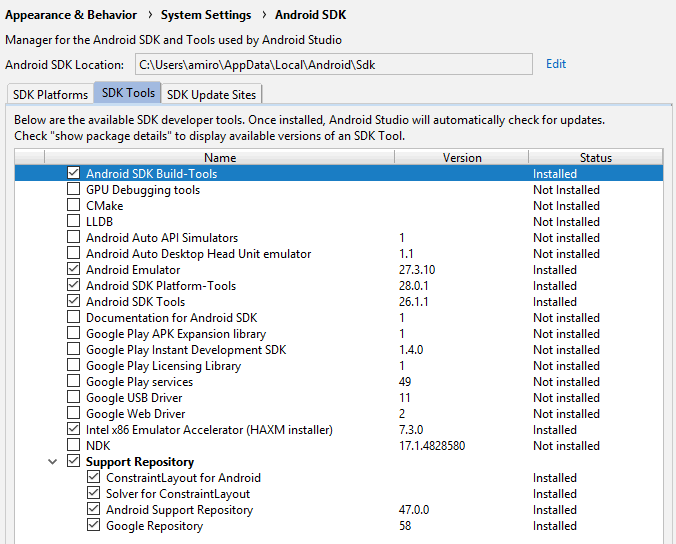 Appearance & Behavior › System Settings › Android SDK
Manager for the Android SDK and Tools used by Android Studio
Android SDK Location: C:\Users\amiro\AppData\Local\Android\Sdk Edit
SDK Platforms SDK Tools SDK Update Sites
Below are the available SDK developer tools. Once installed, Android Studio will automatically check for updates.
Check "show package details" to display available versions of an SDK Tool.
Name Version Status
Android SDK Build-Tools Installed
GPU Debugging tools Not Installed
CMake Not Installed
LLDB Not Installed
Android Auto API Simulators 1 Not installed
Android Auto Desktop Head Unit emulator 1.1 Not installed
Android Emulator 27.3.10 Installed
Android SDK Platform-Tools 28.0.1 Installed
Android SDK Tools 26.1.1 Installed
Documentation for Android SDK 1 Not installed
Google Play APK Expansion library 1 Not installed
Google Play Instant Development SDK 1.4.0 Not installed
Google Play Licensing Library 1 Not installed
Google Play services 49 Not installed
Google USB Driver 11 Not installed
Google Web Driver 2 Not installed
Intel x86 Emulator Accelerator (HAXM installer) 7.3.0 Installed
NDK 17.1.4828580 Not installed
Support Repository
ConstraintLayout for Android Installed
Solver for ConstraintLayout Installed
Android Support Repository 47.0.0 Installed
Google Repository 58 Installed